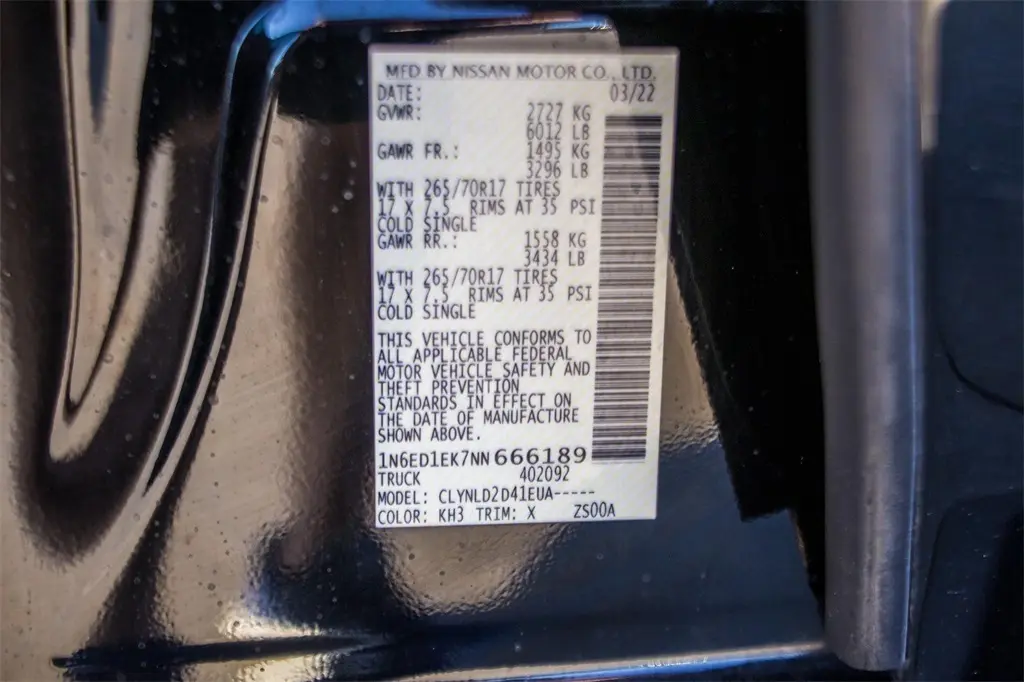 MFD BY NISSAN MOTOR CO., LTD.
DATE: 03/22
GVWR: 2727 KG
6012 LB
GAWR FR.: 1495 KG
3296 LB
WITH 265/70R17 TIRES
17 X 7.5 RIMS AT 35 PSI
COLD SINGLE
GAWR RR.: 1558 KG
3434 LB
WITH 265/70R17 TIRES
17 X 7.5 RIMS AT 35 PSI
COLD SINGLE
THIS VEHICLE CONFORMS TO
ALL APPLICABLE FEDERAL
MOTOR VEHICLE SAFETY AND
THEFT PREVENTION
STANDARDS IN EFFECT ON
THE DATE OF MANUFACTURE
SHOWN ABOVE.
1N6ED1EK7NN666189
TRUCK 402092
MODEL: CLYNLD2D41EUA-----
COLOR: KH3 TRIM: X ZS00A